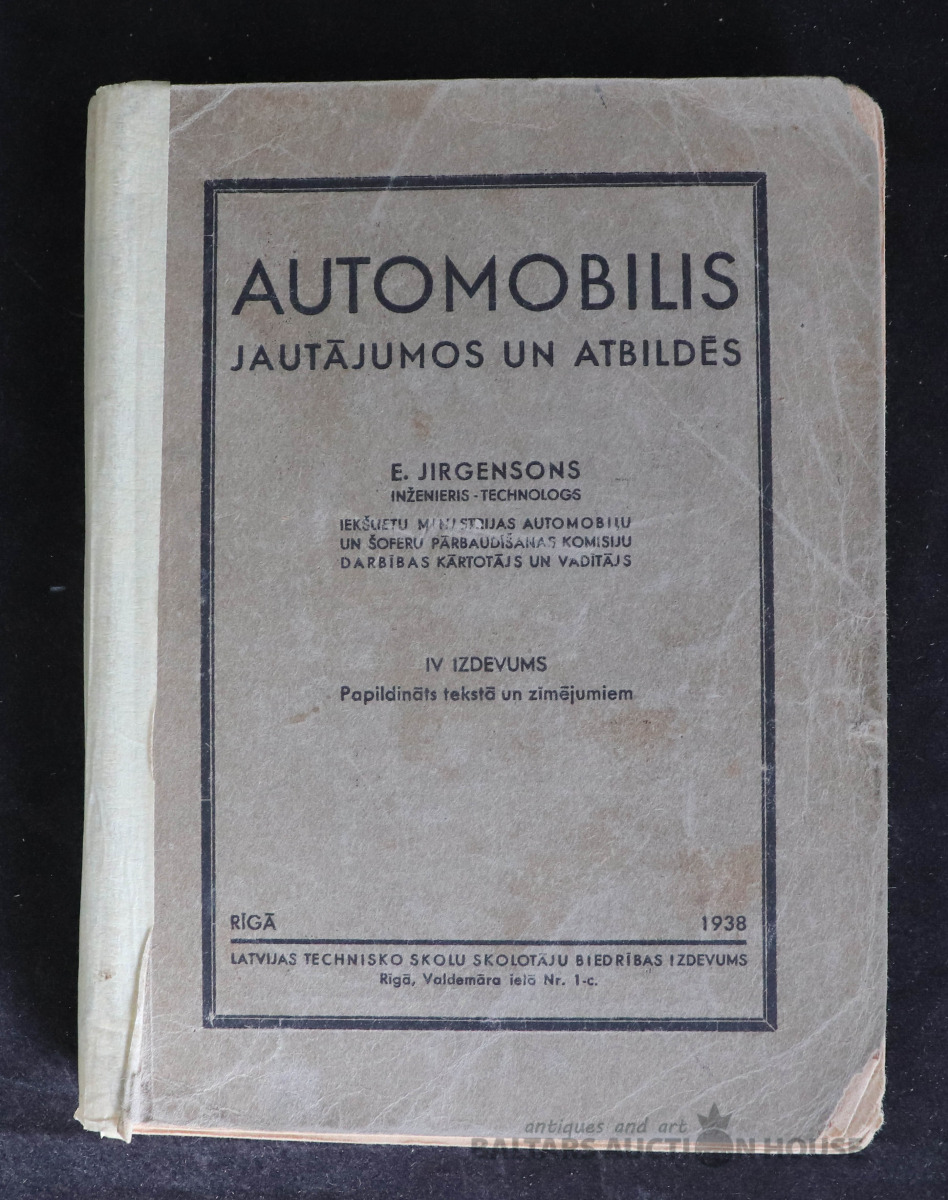 AUTOMOBILIS
JAUTĀJUMOS UN ATBILDĒS
E. JIRGENSONS
INŽENIERIS - TECHNOLOGS
IEKŠLIETU MINISTRIJAS AUTOMOBIĻU
UN ŠOFERU PĀRBAUDĪŠANAS KOMISIJU
DARBĪBAS KĀRTOTĀJS UN VADĪTĀJS
IV IZDEVUMS
Papildināts tekstā un zīmējumiem
RĪGĀ 1938
LATVIJAS TECHNISKO SKOLU SKOLOTĀJU BIEDRĪBAS IZDEVUMS
Rīgā, Valdemāra ielā Nr. 1-c.
antiques and art
BALTARS AUCTION HOUSE